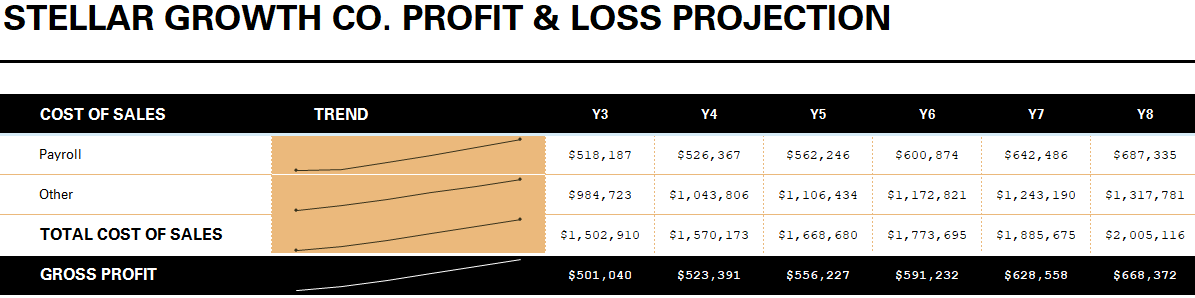 STELLAR GROWTH CO. PROFIT & LOSS PROJECTION
COST OF SALES TREND Y3 Y4 Y5 Y6 Y7 Y8
Payroll $518,187 $526,367 $562,246 $600,874 $642,486 $687,335
Other $984,723 $1,043,806 $1,106,434 $1,172,821 $1,243,190 $1,317,781
TOTAL COST OF SALES $1,502,910 $1,570,173 $1,668,680 $1,773,695 $1,885,675 $2,005,116
GROSS PROFIT $501,040 $523,391 $556,227 $591,232 $628,558 $668,372